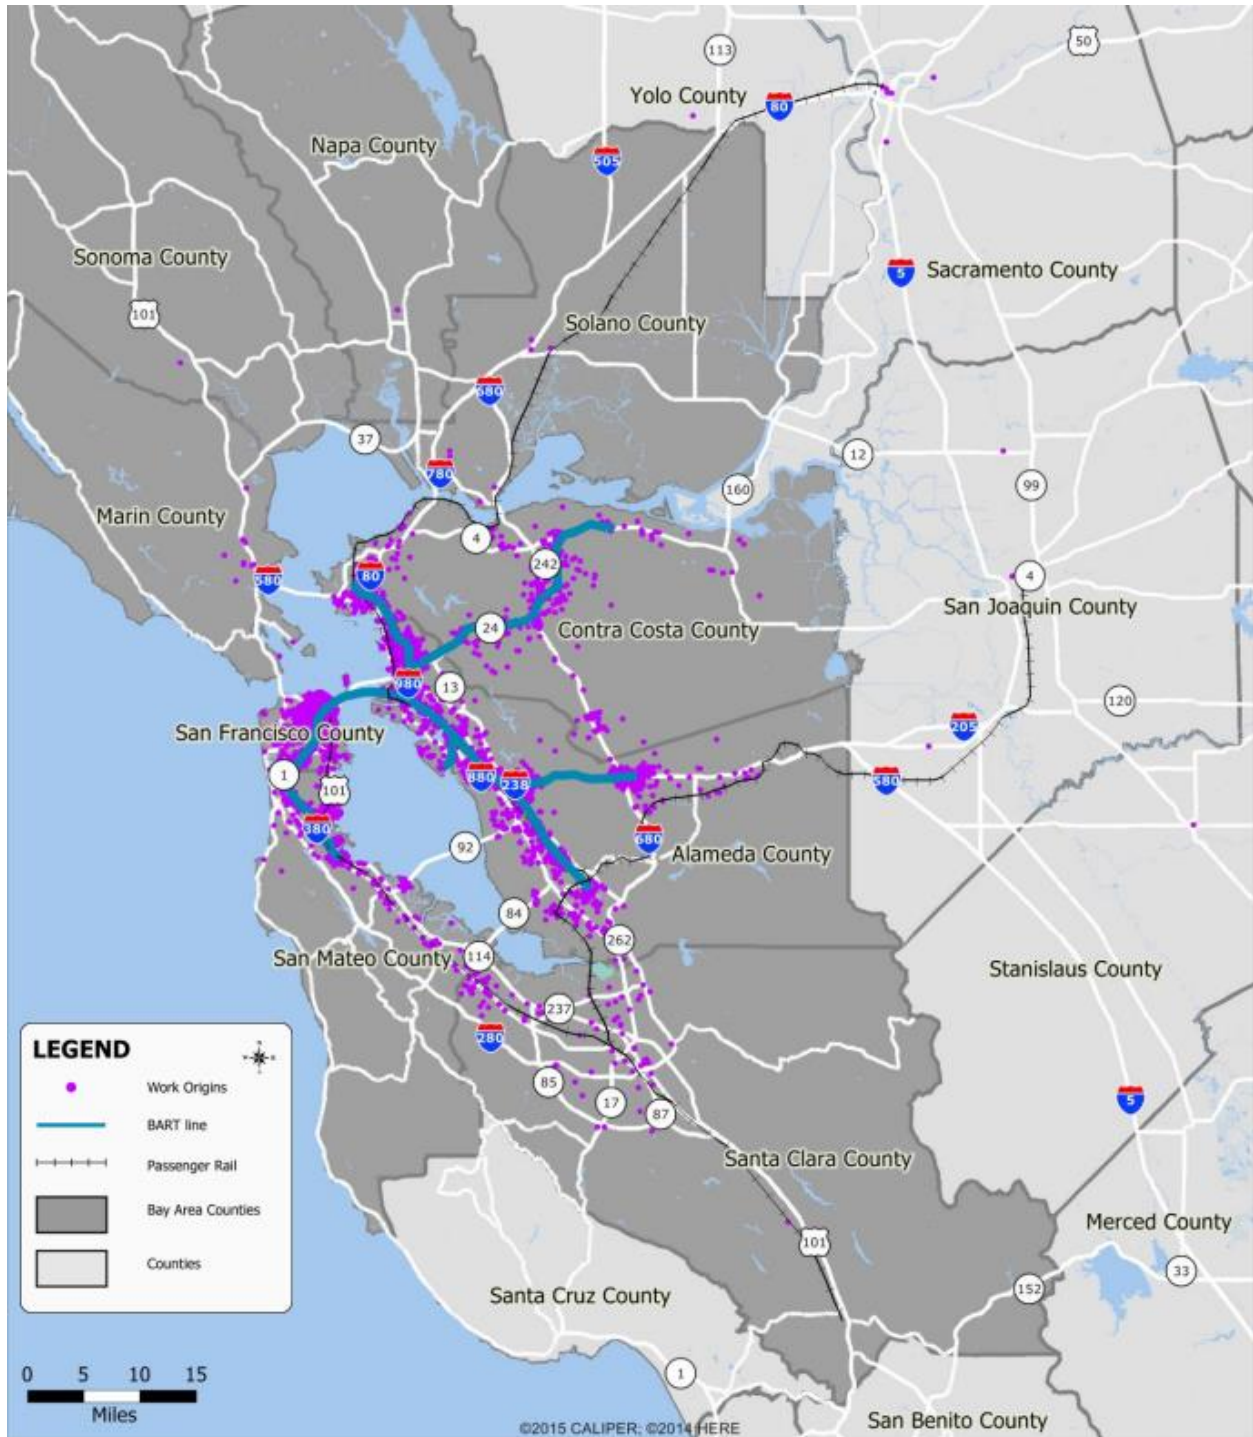 50
113
Yolo County
80
Napa County
505
Sonoma County
5
Sacramento County
101
Solano County
680
37
12
780
160
99
Marin County
4
242
80
580
4
San Joaquin County
24
Contra Costa County
980
13
120
205
San Francisco County
1
880
238
580
101
380
680
92
Alameda County
84
262
San Mateo County
114
Stanislaus County
237
280
85
17
87
5
Santa Clara County
Merced County
101
33
152
Santa Cruz County
1
San Benito County
LEGEND
N
Work Origins
BART line
Passenger Rail
Bay Area Counties
Counties
0 5 10 15
Miles
©2015 CALIPER; ©2014 HERE